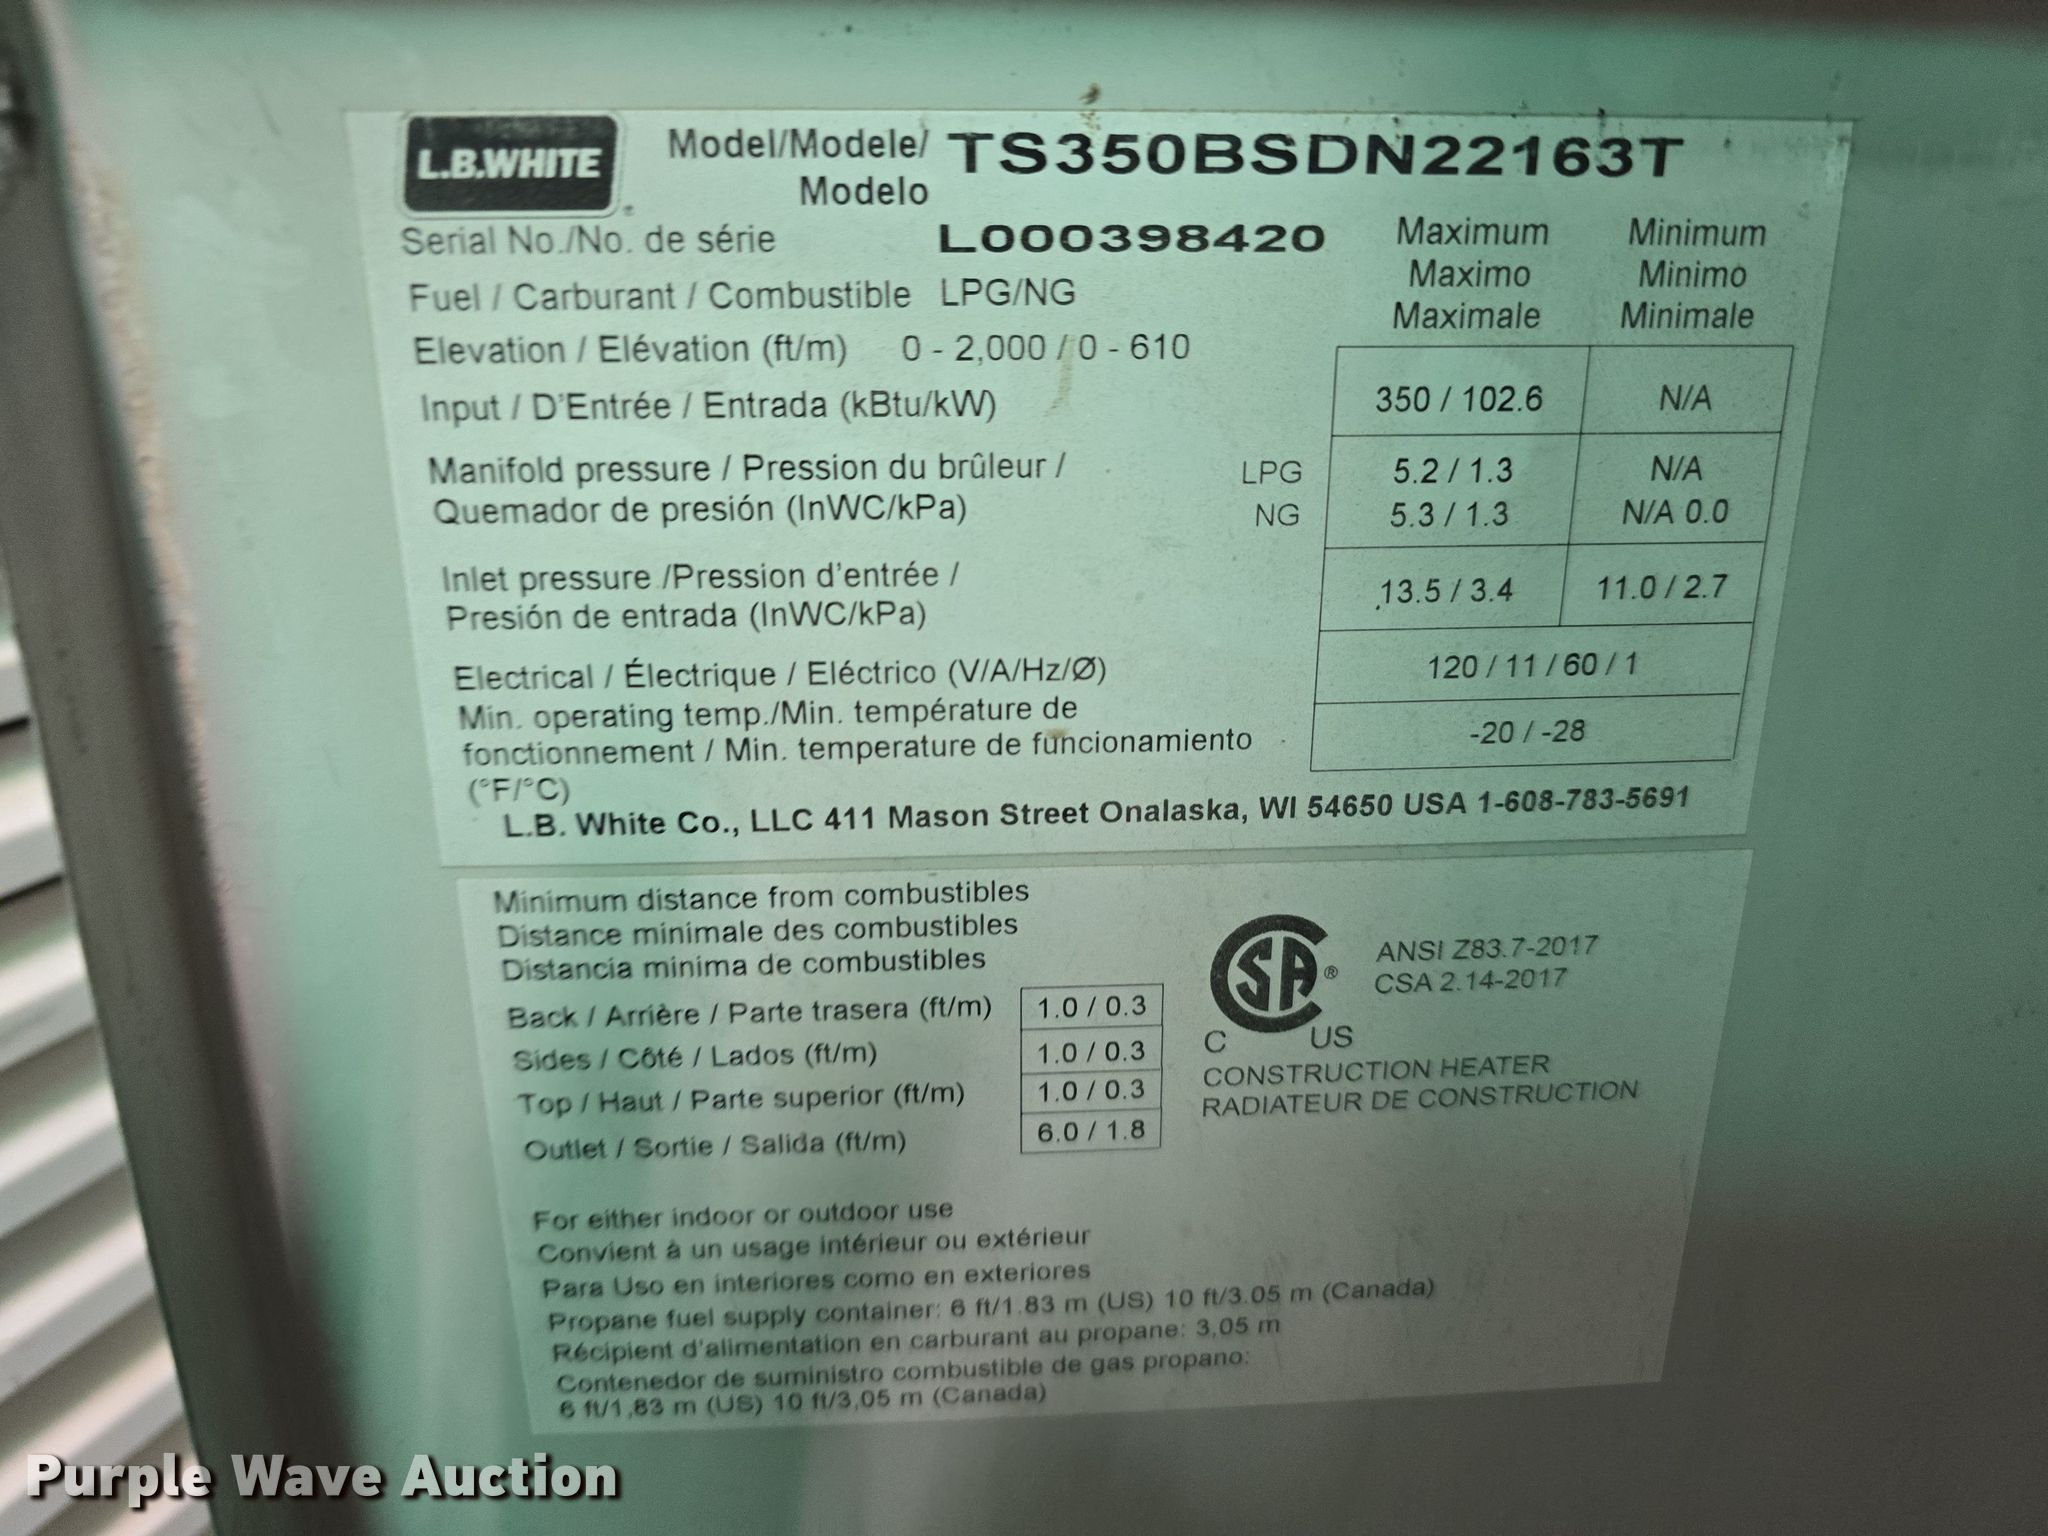 L.B.WHITE
Model/Modele/ TS350BSDN22163T
Modelo
Serial No./No. de série L000398420
Maximum Minimum
Maximo Minimo
Maximale Minimale
Fuel / Carburant / Combustible LPG/NG
Elevation / Elévation (ft/m) 0 - 2,000 / 0 - 610
Input / D'Entrée / Entrada (kBtu/kW) 350 / 102.6 N/A
Manifold pressure / Pression du brûleur / LPG 5.2 / 1.3 N/A
Quemador de presión (InWC/kPa) NG 5.3 / 1.3 N/A 0.0
Inlet pressure /Pression d'entrée /
Presión de entrada (InWC/kPa) 13.5 / 3.4 11.0 / 2.7
Electrical / Électrique / Eléctrico (V/A/Hz/Ø) 120 / 11 / 60 / 1
Min. operating temp./Min. température de
fonctionnement / Min. temperature de funcionamiento -20 / -28
(°F/°C)
L.B. White Co., LLC 411 Mason Street Onalaska, WI 54650 USA 1-608-783-5691
Minimum distance from combustibles
Distance minimale des combustibles
Distancia minima de combustibles
Back / Arrière / Parte trasera (ft/m) 1.0 / 0.3
Sides / Côté / Lados (ft/m) 1.0 / 0.3
Top / Haut / Parte superior (ft/m) 1.0 / 0.3
Outlet / Sortie / Salida (ft/m) 6.0 / 1.8
SA ®
C US
ANSI Z83.7-2017
CSA 2.14-2017
CONSTRUCTION HEATER
RADIATEUR DE CONSTRUCTION
For either indoor or outdoor use
Convient à un usage intérieur ou extérieur
Para Uso en interiores como en exteriores
Propane fuel supply container: 6 ft/1.83 m (US) 10 ft/3.05 m (Canada)
Récipient d'alimentation en carburant au propane: 3,05 m
Contenedor de suministro combustible de gas propano:
6 ft/1,83 m (US) 10 ft/3,05 m (Canada)
Purple Wave Auction